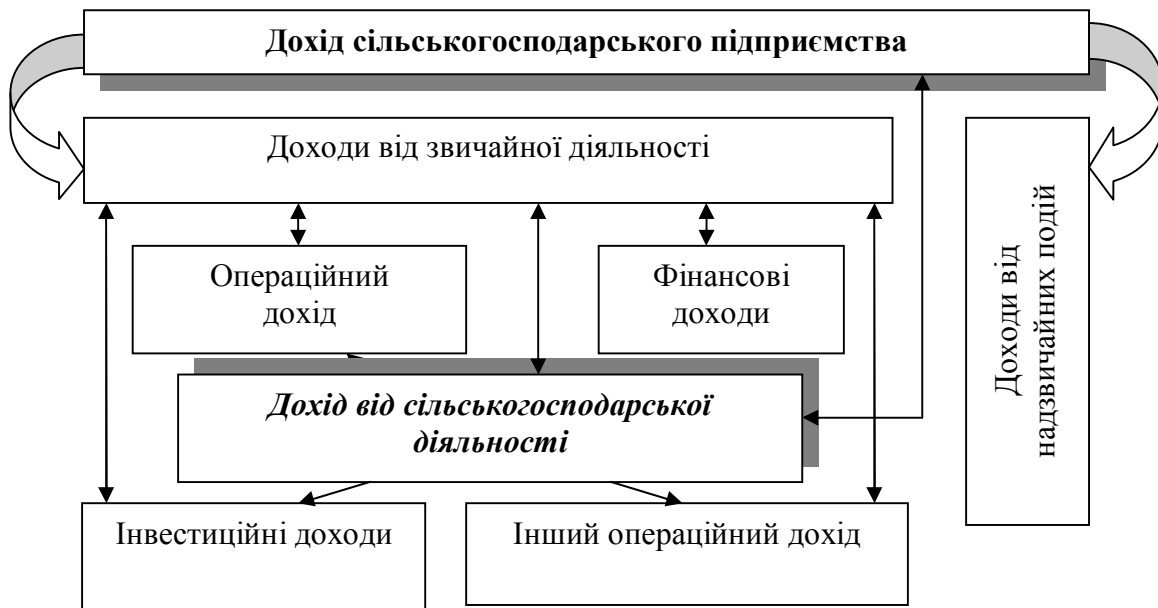 Дохід сільськогосподарського підприємства
Доходи від звичайної діяльності
Операційний
дохід
Фінансові
доходи
Доходи від
надзвичайних подій
Дохід від сільськогосподарської
діяльності
Інвестиційні доходи
Інший операційний дохід